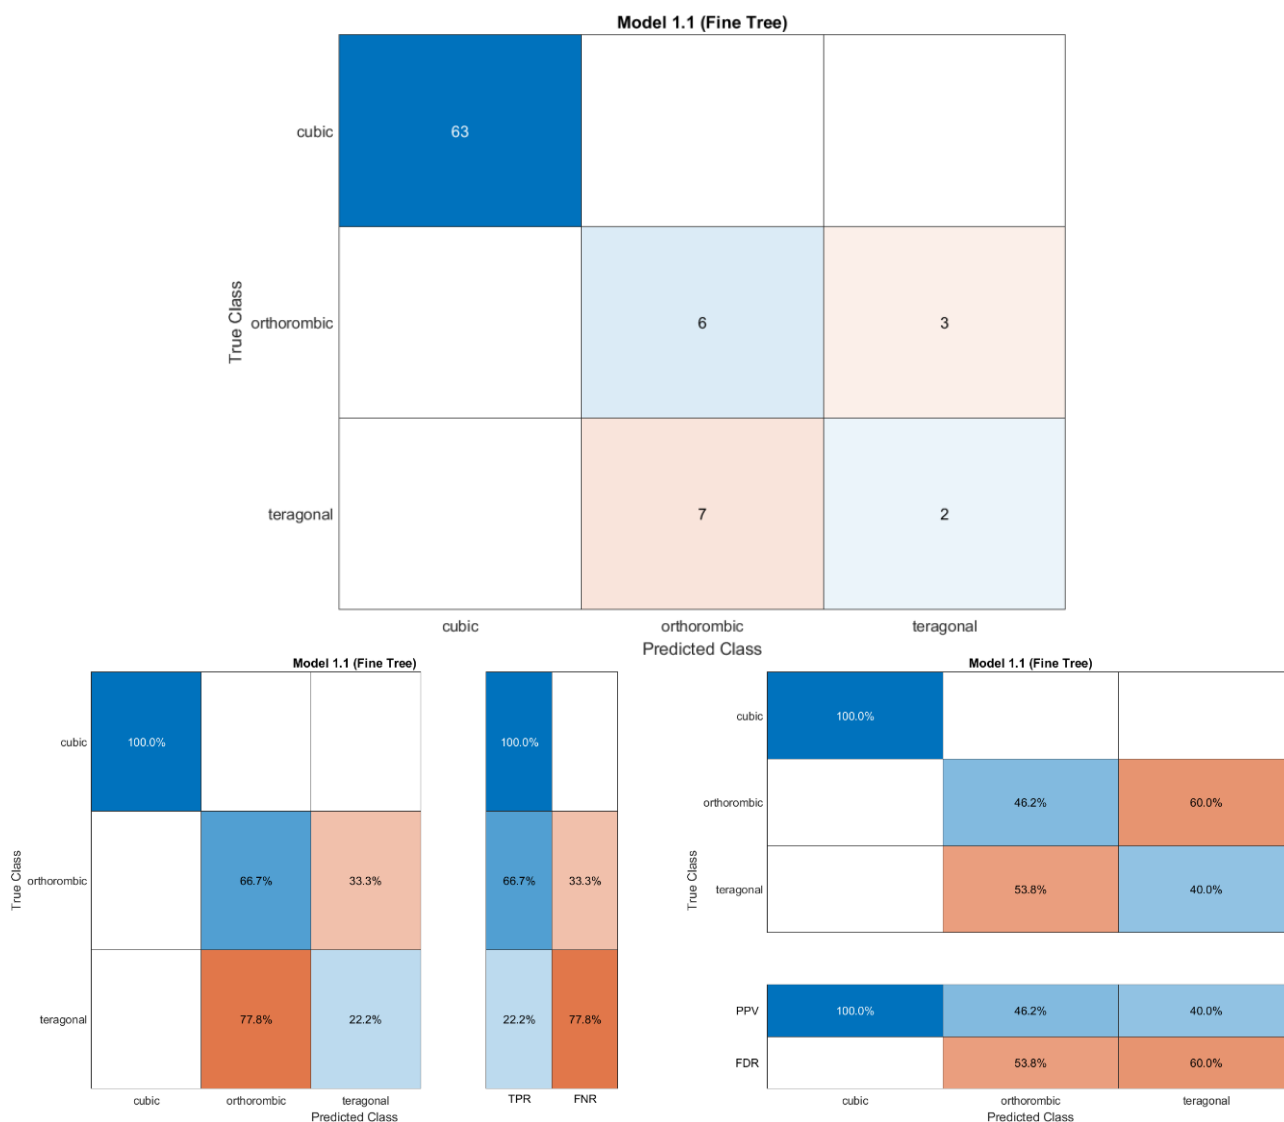 Model 1.1 (Fine Tree)
True Class
cubic
63
orthorombic
6 3
teragonal
7 2
cubic orthorombic teragonal
Predicted Class
Model 1.1 (Fine Tree)
True Class
cubic
100.0%
100.0%
orthorombic
66.7% 33.3%
66.7% 33.3%
teragonal
77.8% 22.2%
22.2% 77.8%
cubic orthorombic teragonal
TPR FNR
Predicted Class
Model 1.1 (Fine Tree)
True Class
cubic
100.0%
orthorombic
46.2% 60.0%
teragonal
53.8% 40.0%
PPV
100.0% 46.2% 40.0%
FDR
53.8% 60.0%
cubic orthorombic teragonal
Predicted Class